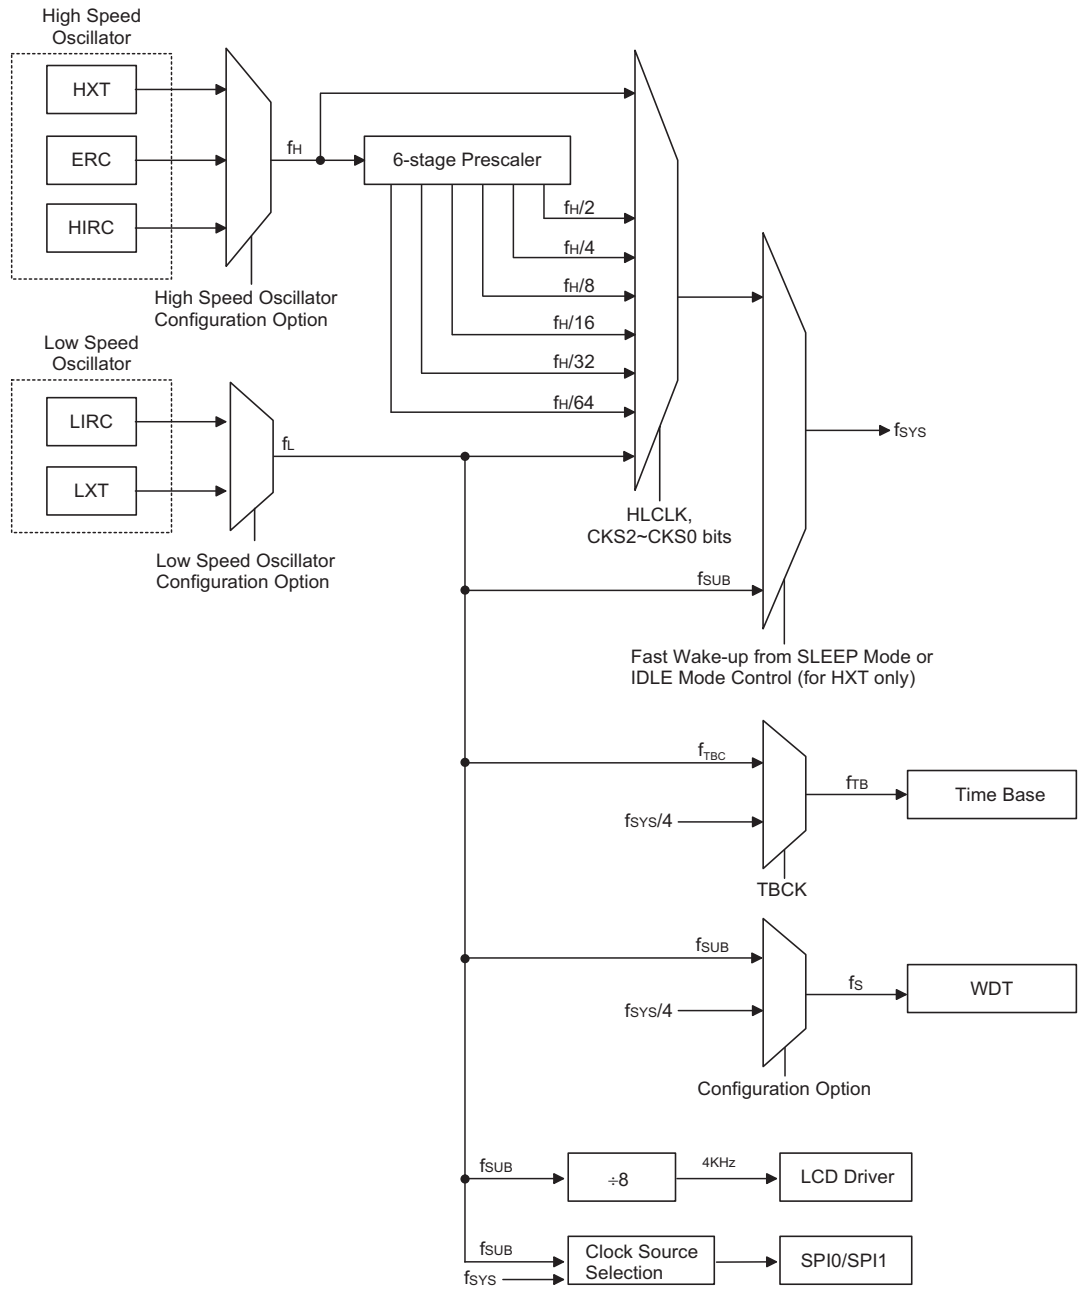 High Speed
Oscillator
HXT
ERC
HIRC
fH
6-stage Prescaler
fH/2
fH/4
fH/8
fH/16
fH/32
fH/64
High Speed Oscillator
Configuration Option
Low Speed
Oscillator
LIRC
LXT
fL
Low Speed Oscillator
Configuration Option
HLCLK,
CKS2~CKS0 bits
fSYS
fSUB
Fast Wake-up from SLEEP Mode or
IDLE Mode Control (for HXT only)
fTBC
fSYS/4
fTB
Time Base
TBCK
fSUB
fSYS/4
fS
WDT
Configuration Option
fSUB
÷8
4KHz
LCD Driver
fSUB
fSYS
Clock Source
Selection
SPI0/SPI1